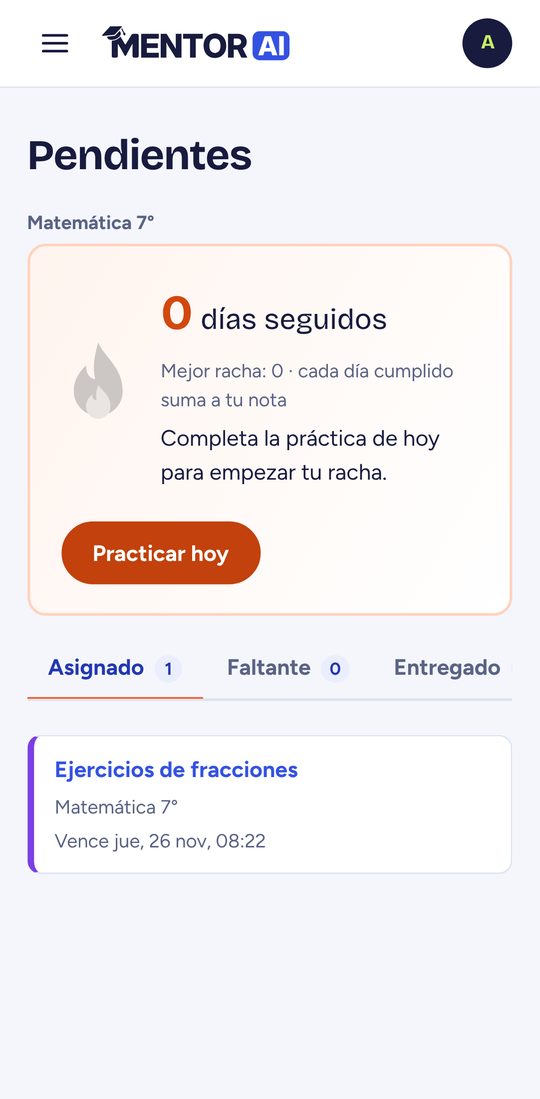 MENTOR AI
A
Pendientes
Matemática 7°
0 días seguidos
Mejor racha: 0 · cada día cumplido
suma a tu nota
Completa la práctica de hoy
para empezar tu racha.
Practicar hoy
Asignado 1 Faltante 0 Entregado
Ejercicios de fracciones
Matemática 7°
Vence jue, 26 nov, 08:22